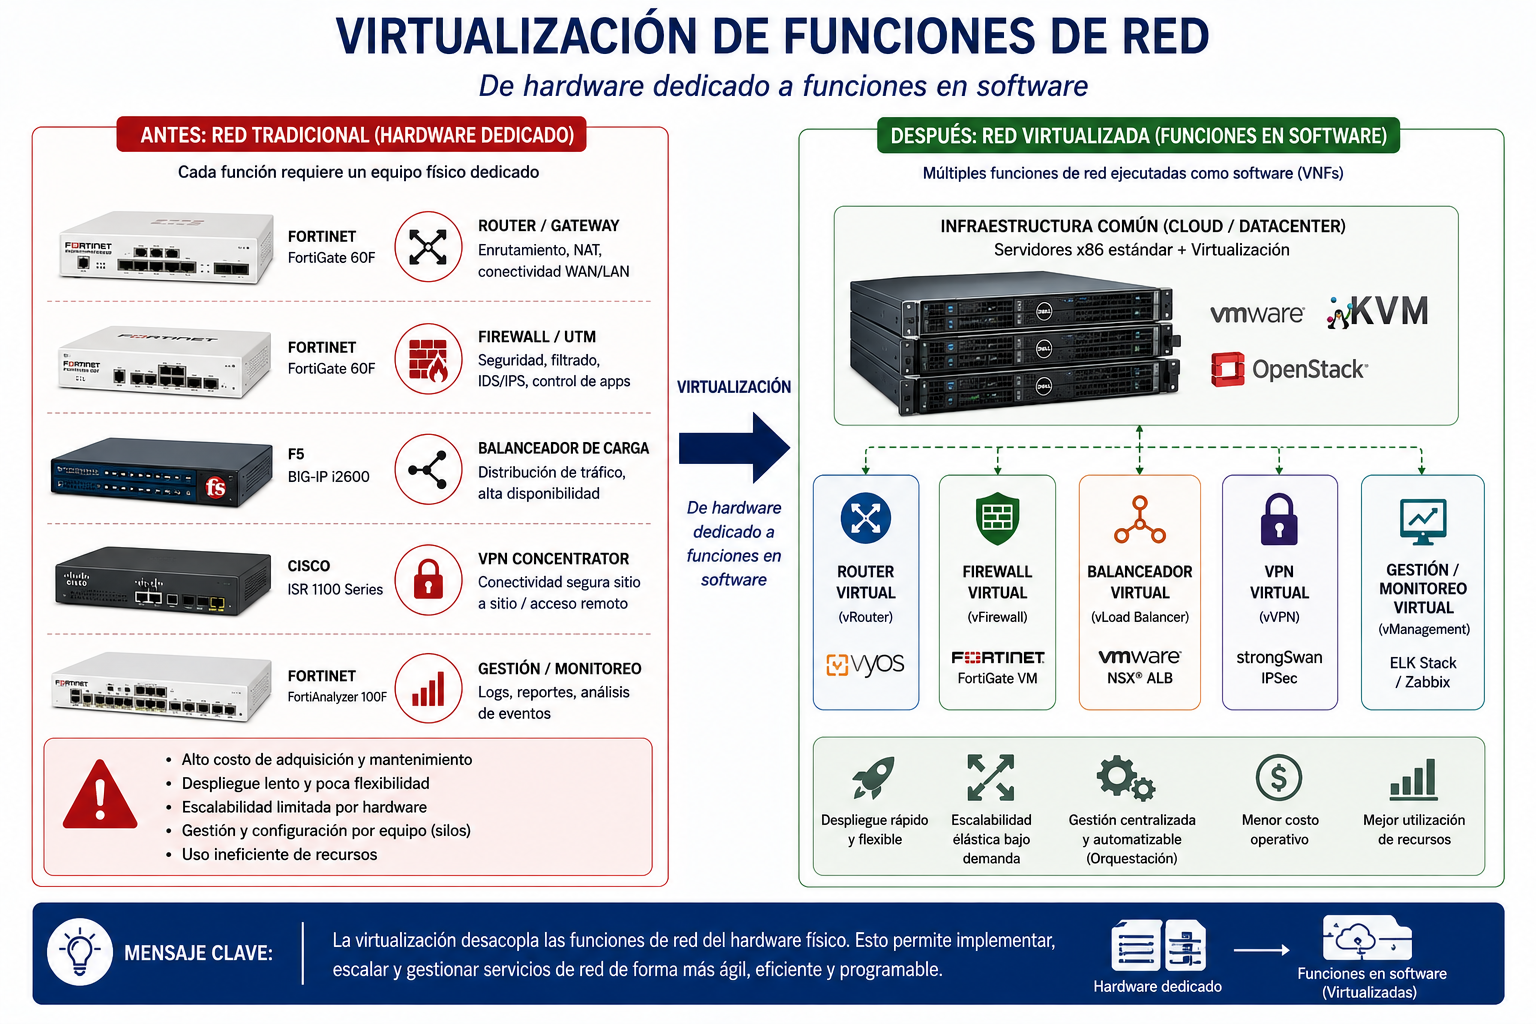 VIRTUALIZACIÓN DE FUNCIONES DE RED
De hardware dedicado a funciones en software
ANTES: RED TRADICIONAL (HARDWARE DEDICADO)
Cada función requiere un equipo físico dedicado
FORTINET
FORTINET
FortiGate 60F
ROUTER / GATEWAY
Enrutamiento, NAT,
conectividad WAN/LAN
FORTINET
FORTINET
FORTINET
FortiGate 60F
FIREWALL / UTM
Seguridad, filtrado,
IDS/IPS, control de apps
f5
F5
BIG-IP i2600
BALANCEADOR DE CARGA
Distribución de tráfico,
alta disponibilidad
CISCO
CISCO
ISR 1100 Series
VPN CONCENTRATOR
Conectividad segura sitio
a sitio / acceso remoto
FORTINET
FORTINET
FortiAnalyzer 100F
GESTIÓN / MONITOREO
Logs, reportes, análisis
de eventos
• Alto costo de adquisición y mantenimiento
• Despliegue lento y poca flexibilidad
• Escalabilidad limitada por hardware
• Gestión y configuración por equipo (silos)
• Uso ineficiente de recursos
VIRTUALIZACIÓN
De hardware
dedicado a
funciones en
software
DESPUÉS: RED VIRTUALIZADA (FUNCIONES EN SOFTWARE)
Múltiples funciones de red ejecutadas como software (VNFs)
INFRAESTRUCTURA COMÚN (CLOUD / DATACENTER)
Servidores x86 estándar + Virtualización
DELL
DELL
DELL
vmware®
KVM
OpenStack®
ROUTER
VIRTUAL
(vRouter)
VyOS
FIREWALL
VIRTUAL
(vFirewall)
FORTINET
FortiGate VM
BALANCEADOR
VIRTUAL
(vLoad Balancer)
vmware®
NSX® ALB
VPN
VIRTUAL
(vVPN)
strongSwan
IPSec
GESTIÓN /
MONITOREO
VIRTUAL
(vManagement)
ELK Stack
/ Zabbix
Despliegue rápido
y flexible
Escalabilidad
élastica bajo
demanda
Gestión centralizada
y automatizable
(Orquestación)
$
Menor costo
operativo
Mejor utilización
de recursos
MENSAJE CLAVE:
La virtualización desacopla las funciones de red del hardware físico. Esto permite implementar,
escalar y gestionar servicios de red de forma más ágil, eficiente y programable.
Hardware dedicado
Funciones en software
(Virtualizadas)